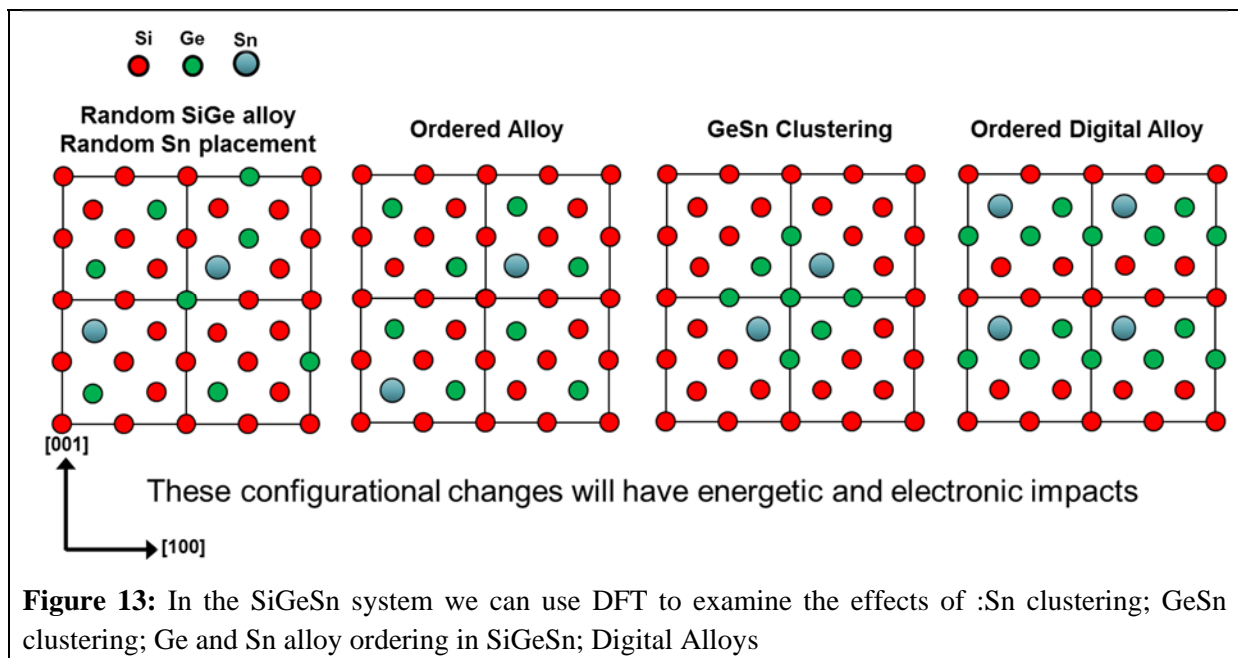 Si Ge Sn
Random SiGe alloy
Random Sn placement
Ordered Alloy
GeSn Clustering
Ordered Digital Alloy
[001]
These configurational changes will have energetic and electronic impacts
[100]
Figure 13: In the SiGeSn system we can use DFT to examine the effects of :Sn clustering; GeSn
clustering; Ge and Sn alloy ordering in SiGeSn; Digital Alloys